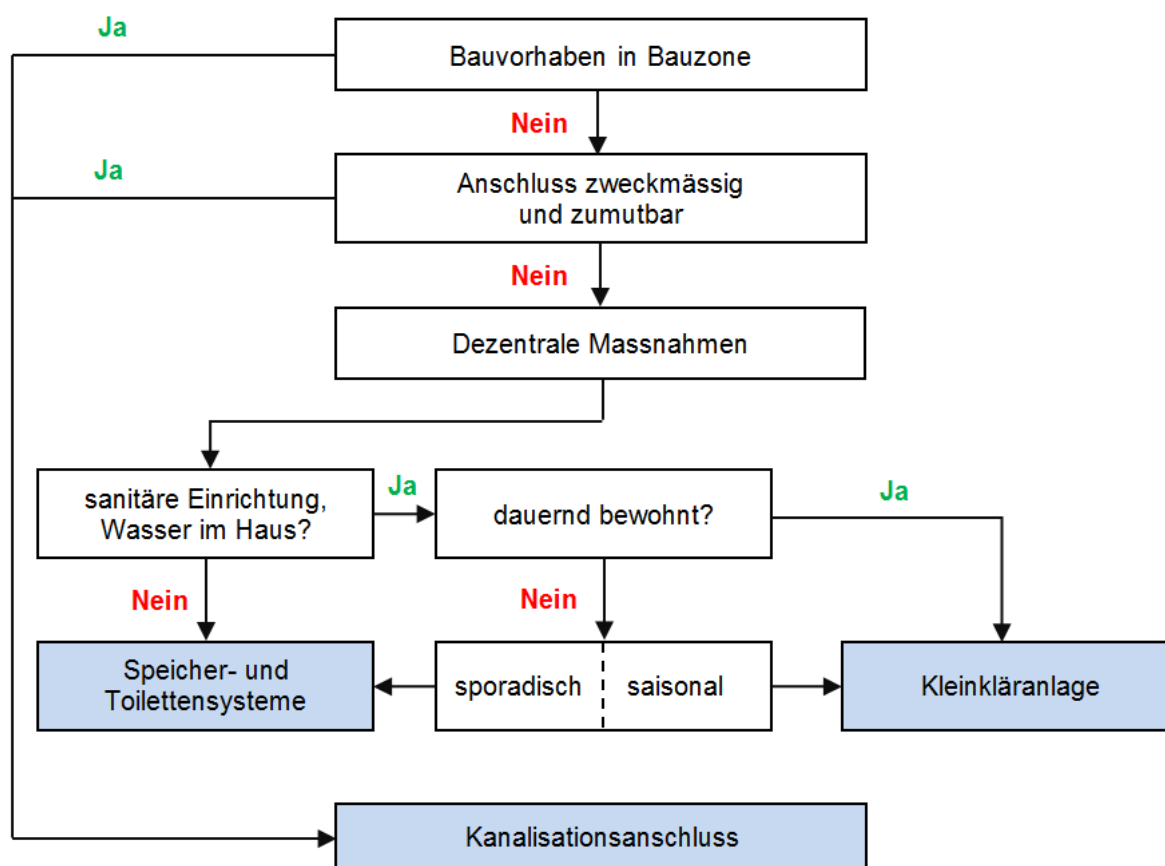 Ja
Bauvorhaben in Bauzone
Nein
Ja
Anschluss zweckmässig
und zumutbar
Nein
Dezentrale Massnahmen
sanitäre Einrichtung,
Wasser im Haus?
Ja
dauernd bewohnt?
Ja
Nein
Nein
Speicher- und
Toilettensysteme
sporadisch
saisonal
Kleinkläranlage
Kanalisationsanschluss